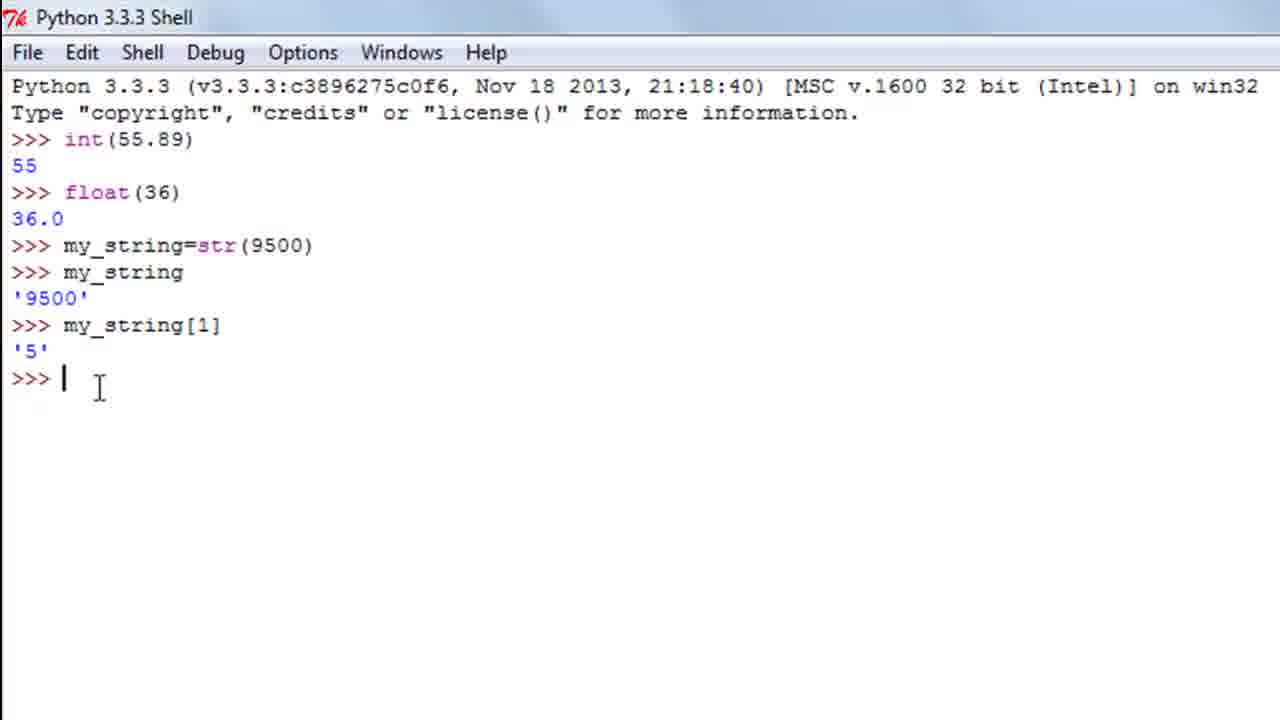 Python 3.3.3 Shell
File Edit Shell Debug Options Windows Help
Python 3.3.3 (v3.3.3:c3896275c0f6, Nov 18 2013, 21:18:40) [MSC v.1600 32 bit (Intel)] on win32
Type "copyright", "credits" or "license()" for more information.
>>> int(55.89)
55
>>> float(36)
36.0
>>> my_string=str(9500)
>>> my_string
'9500'
>>> my_string[1]
'5'
>>>